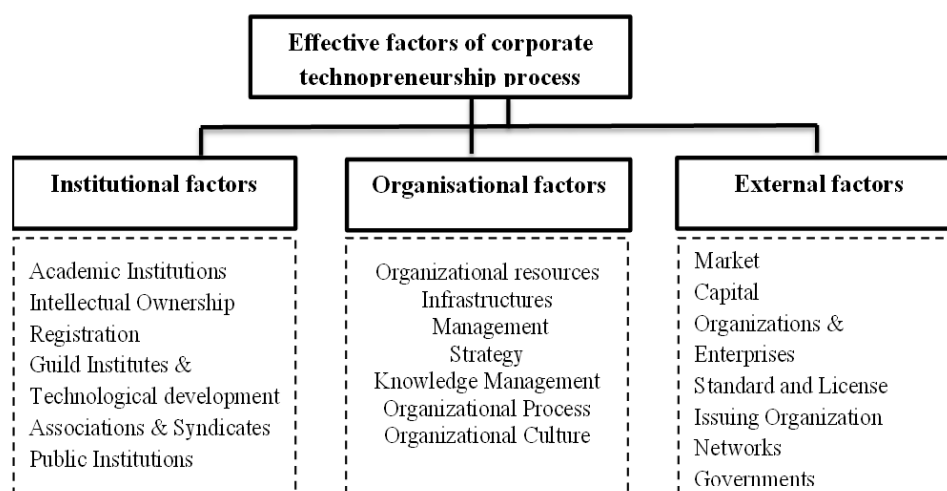 Effective factors of corporate
technopreneurship process
Institutional factors
Academic Institutions
Intellectual Ownership
Registration
Guild Institutes &
Technological development
Associations & Syndicates
Public Institutions
Organisational factors
Organizational resources
Infrastructures
Management
Strategy
Knowledge Management
Organizational Process
Organizational Culture
External factors
Market
Capital
Organizations &
Enterprises
Standard and License
Issuing Organization
Networks
Governments